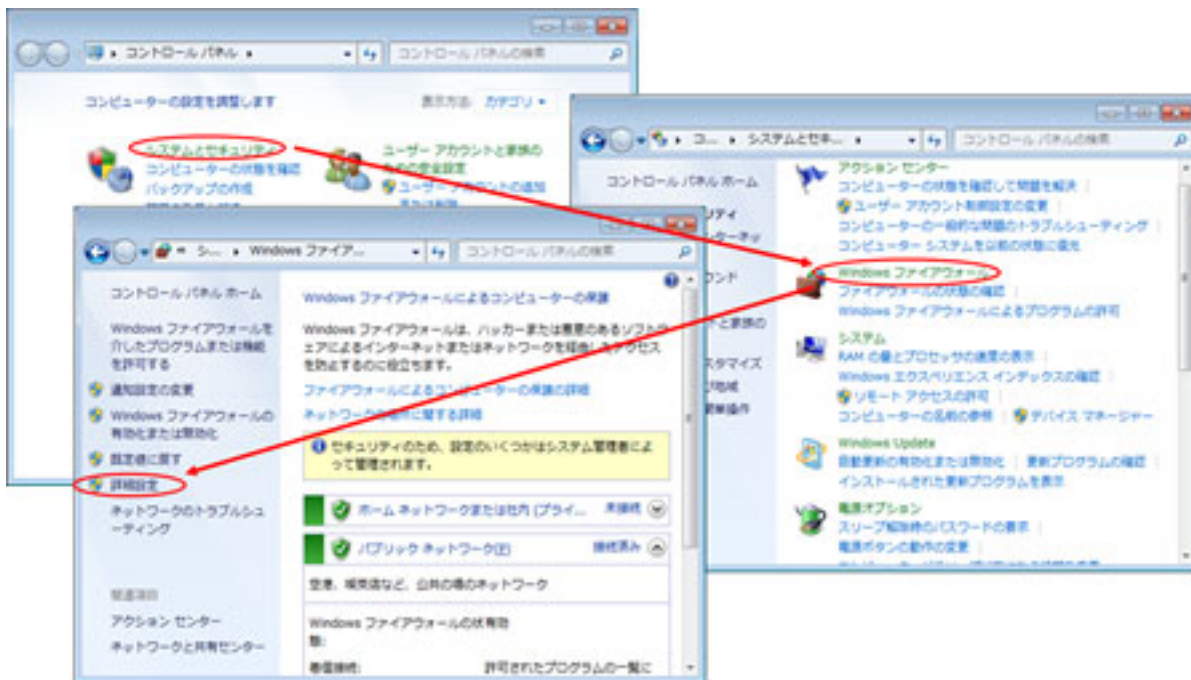 コントロール パネル
コントロール パネルの検索
コンピューターの設定を調整します
表示方法: カテゴリ
システムとセキュリティ
コンピューターの状態を確認
バックアップの作成
ユーザー アカウントと家族の
ための安全設定
ユーザー アカウントの追加
または削除
コ... システムとセキ...
コントロール パネルの検索
コントロール パネル ホーム
リティ
ターネッ
ウンド
トと家族の
スタマイズ
び地域
簡単操作
アクション センター
コンピューターの状態を確認して問題を解決
ユーザー アカウント制御設定の変更
コンピューターの一般的な問題のトラブルシューティング
コンピューター システムを以前の状態に復元
Windows ファイアウォール
ファイアウォールの状態の確認
Windows ファイアウォールによるプログラムの許可
システム
RAM の量とプロセッサの速度の表示
Windows エクスペリエンス インデックスの確認
リモート アクセスの許可
コンピューターの名前の参照 デバイス マネージャー
Windows Update
自動更新の有効化または無効化 更新プログラムの確認
インストールされた更新プログラムを表示
電源オプション
スリープ解除時のパスワードの要求
電源ボタンの動作の変更
シ... Windows ファイア...
コントロール パネルの検索
コントロール パネル ホーム
Windows ファイアウォールを
介したプログラムまたは機能
を許可する
通知設定の変更
Windows ファイアウォールの
有効化または無効化
既定値に戻す
詳細設定
ネットワークのトラブルシュ
ーティング
関連項目
アクション センター
ネットワークと共有センター
Windows ファイアウォールによるコンピューターの保護
Windows ファイアウォールは、ハッカーまたは悪意のあるソフトウ
ェアによるインターネットまたはネットワークを経由したアクセス
を防止するのに役立ちます。
ファイアウォールによるコンピューターの保護の詳細
ネットワークの場所に関する詳細
セキュリティのため、設定のいくつかはシステム管理者によ
って管理されます。
ホーム ネットワークまたは社内 (プライ... 未接続
パブリック ネットワーク(P) 接続済み
空港、喫茶店など、公共の場のネットワーク
Windows ファイアウォールの状 有効
態:
着信接続: 許可されたプログラムの一覧に